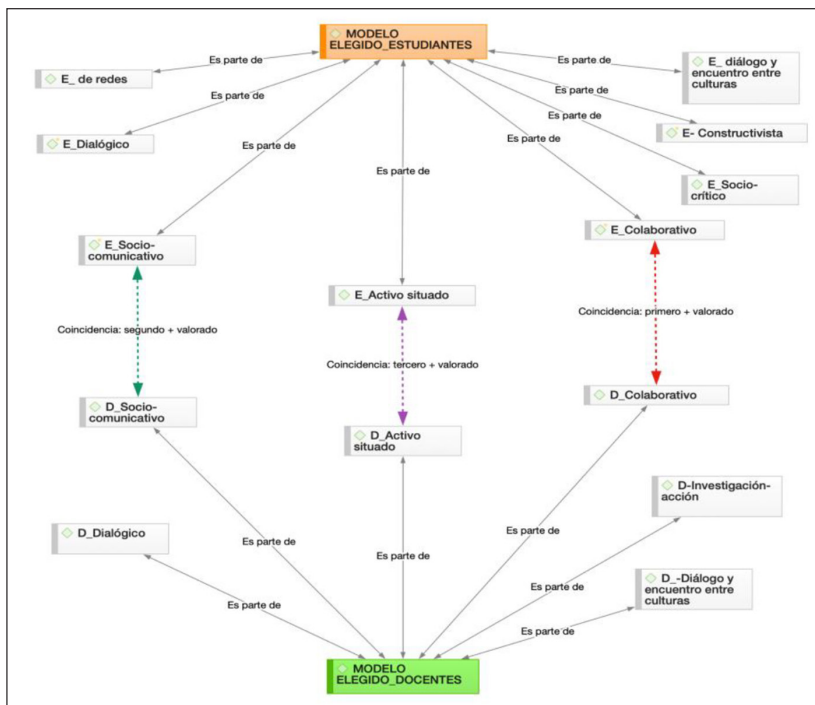 MODELO
ELEGIDO_ESTUDIANTES
Es parte de
E_ de redes
Es parte de
E_ diálogo y
encuentro entre
culturas
Es parte de
E_Dialógico
Es parte de
E- Constructivista
Es parte de
Es parte de
Es parte de
Es parte de
E_Socio-
crítico
E_Colaborativo
E_Socio-
comunicativo
E_Activo situado
Coincidencia: primero + valorado
Coincidencia: segundo + valorado
Coincidencia: tercero + valorado
D_Colaborativo
D_Socio-
comunicativo
D_Activo
situado
D-Investigación-
acción
D_Dialógico
Es parte de
Es parte de
Es parte de
Es parte de
D_-Diálogo y
encuentro entre
culturas
Es parte de
Es parte de
MODELO
ELEGIDO_DOCENTES